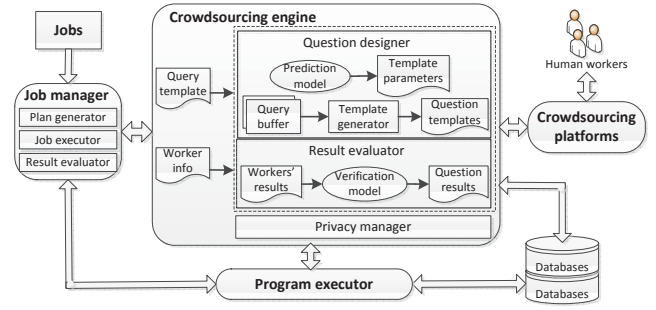 Jobs
Job manager
Plan generator
Job executor
Result evaluator
Crowdsourcing engine
Query
template
Worker
info
Question designer
Prediction
model
Template
parameters
Query
buffer
Template
generator
Question
templates
Result evaluator
Workers'
results
Verification
model
Question
results
Privacy manager
Human workers
Crowdsourcing
platforms
Program executor
Databases
Databases